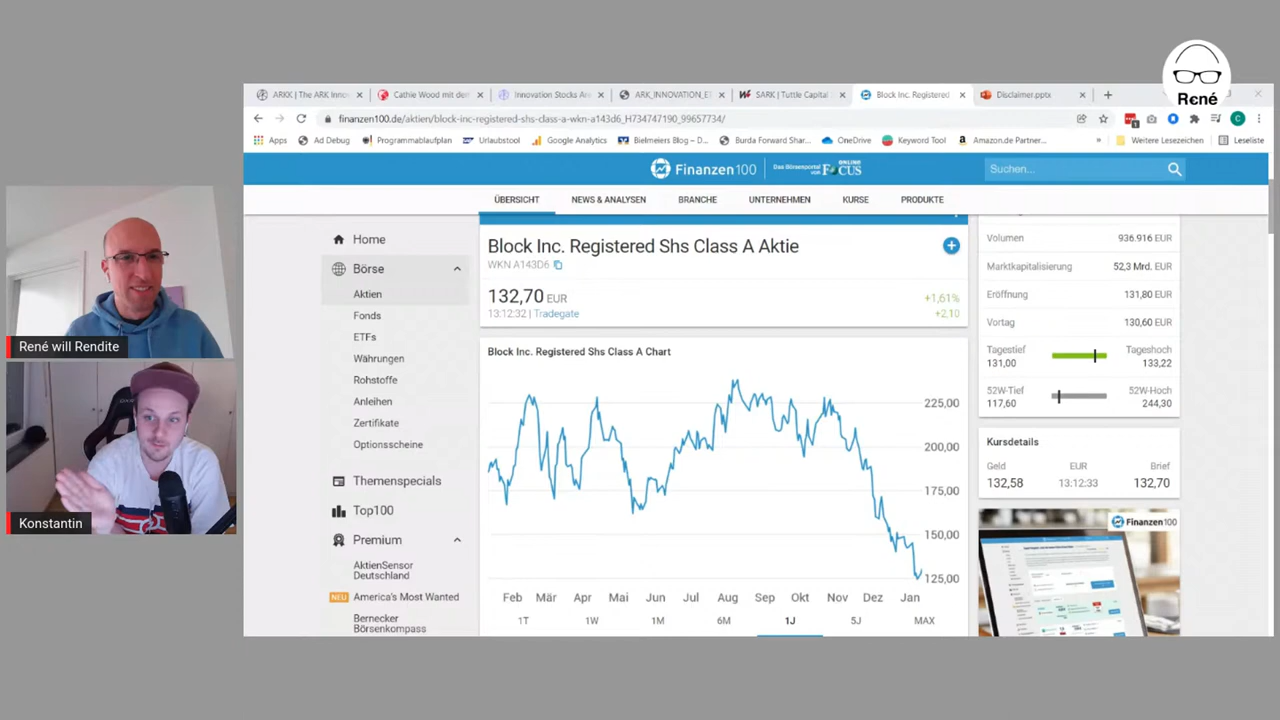 René
ARKK | The ARK Inno
Cathie Wood mit der
Innovation Stocks Are
ARK_INNOVATION_E
SARK | Tuttle Capital
Block Inc. Registered
Disclaimer.pptx
finanzen100.de/aktien/block-inc-registered-shs-class-a-wkn-a143d6_H734747190_99657734/
Apps
Ad Debug
Programmablaufplan
Urlaubstool
Google Analytics
Bielmeiers Blog – D...
Burda Forward Shar...
OneDrive
Keyword Tool
Amazon.de Partner...
»
Weitere Lesezeichen
Leseliste
Finanzen100
Das Börsenportal von FOCUS ONLINE
Suchen...
ÜBERSICHT
NEWS & ANALYSEN
BRANCHE
UNTERNEHMEN
KURSE
PRODUKTE
Home
Börse
Aktien
Fonds
ETFs
Währungen
Rohstoffe
Anleihen
Zertifikate
Optionsscheine
Themenspecials
Top100
Premium
AktienSensor
Deutschland
NEU America's Most Wanted
Bernecker
Börsenkompass
Block Inc. Registered Shs Class A Aktie
WKN A143D6
132,70 EUR
+1,61%
13:12:32 | Tradegate
+2,10
Block Inc. Registered Shs Class A Chart
225,00
200,00
175,00
150,00
125,00
Feb Mär Apr Mai Jun Jul Aug Sep Okt Nov Dez Jan
1T 1W 1M 6M 1J 5J MAX
Volumen 936.916 EUR
Marktkapitalisierung 52,3 Mrd. EUR
Eröffnung 131,80 EUR
Vortag 130,60 EUR
Tagestief Tageshoch
131,00 133,22
52W-Tief 52W-Hoch
117,60 244,30
Kursdetails
Geld EUR Brief
132,58 13:12:33 132,70
Finanzen100
René will Rendite
Konstantin